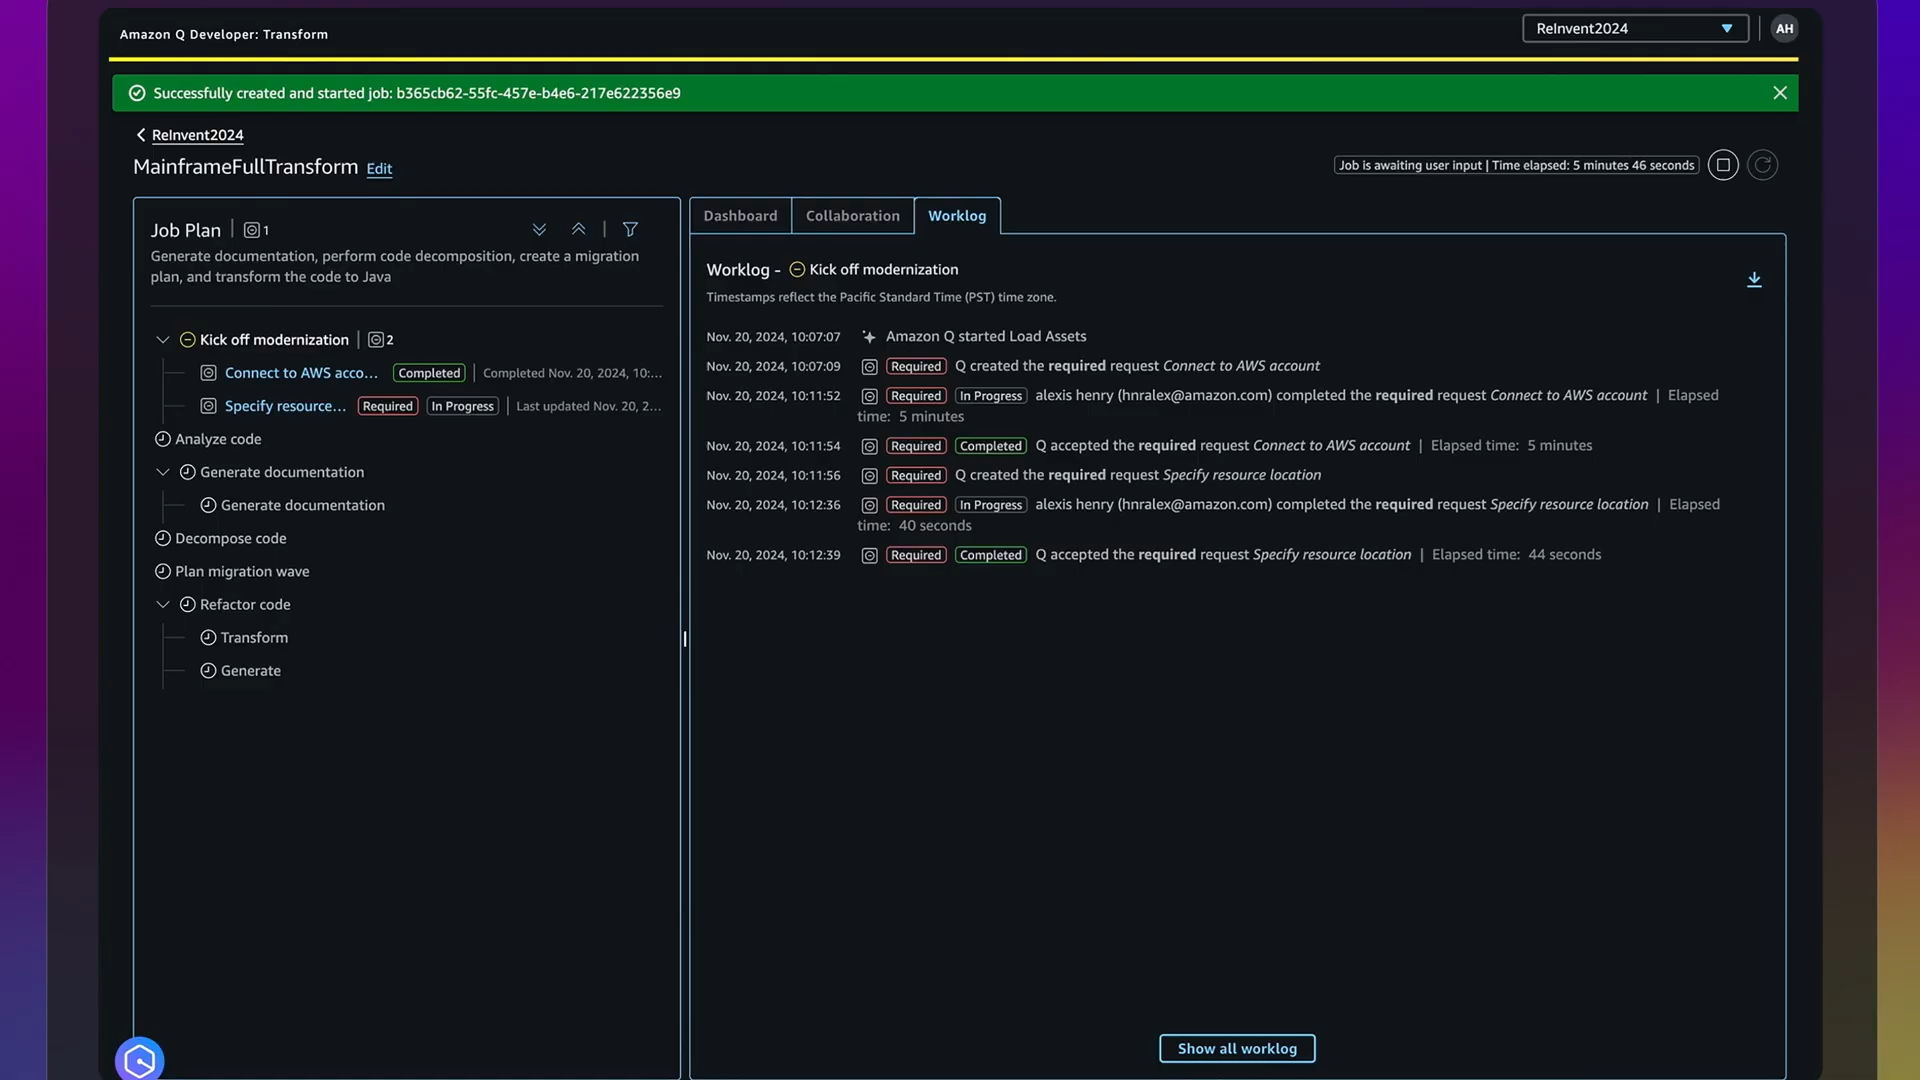 Amazon Q Developer: Transform
ReInvent2024
AH
Successfully created and started job: b365cb62-55fc-457e-b4e6-217e622356e9
ReInvent2024
MainframeFullTransform Edit
Job is awaiting user input | Time elapsed: 5 minutes 46 seconds
Job Plan | 1
Generate documentation, perform code decomposition, create a migration
plan, and transform the code to Java
Kick off modernization | 2
Connect to AWS acco... Completed | Completed Nov. 20, 2024, 10:...
Specify resource... Required In Progress | Last updated Nov. 20, 2...
Analyze code
Generate documentation
Generate documentation
Decompose code
Plan migration wave
Refactor code
Transform
Generate
Dashboard
Collaboration
Worklog
Worklog - Kick off modernization
Timestamps reflect the Pacific Standard Time (PST) time zone.
Nov. 20, 2024, 10:07:07 Amazon Q started Load Assets
Nov. 20, 2024, 10:07:09 Required Q created the required request Connect to AWS account
Nov. 20, 2024, 10:11:52 Required In Progress alexis henry (hnralex@amazon.com) completed the required request Connect to AWS account | Elapsed
time: 5 minutes
Nov. 20, 2024, 10:11:54 Required Completed Q accepted the required request Connect to AWS account | Elapsed time: 5 minutes
Nov. 20, 2024, 10:11:56 Required Q created the required request Specify resource location
Nov. 20, 2024, 10:12:36 Required In Progress alexis henry (hnralex@amazon.com) completed the required request Specify resource location | Elapsed
time: 40 seconds
Nov. 20, 2024, 10:12:39 Required Completed Q accepted the required request Specify resource location | Elapsed time: 44 seconds
Show all worklog